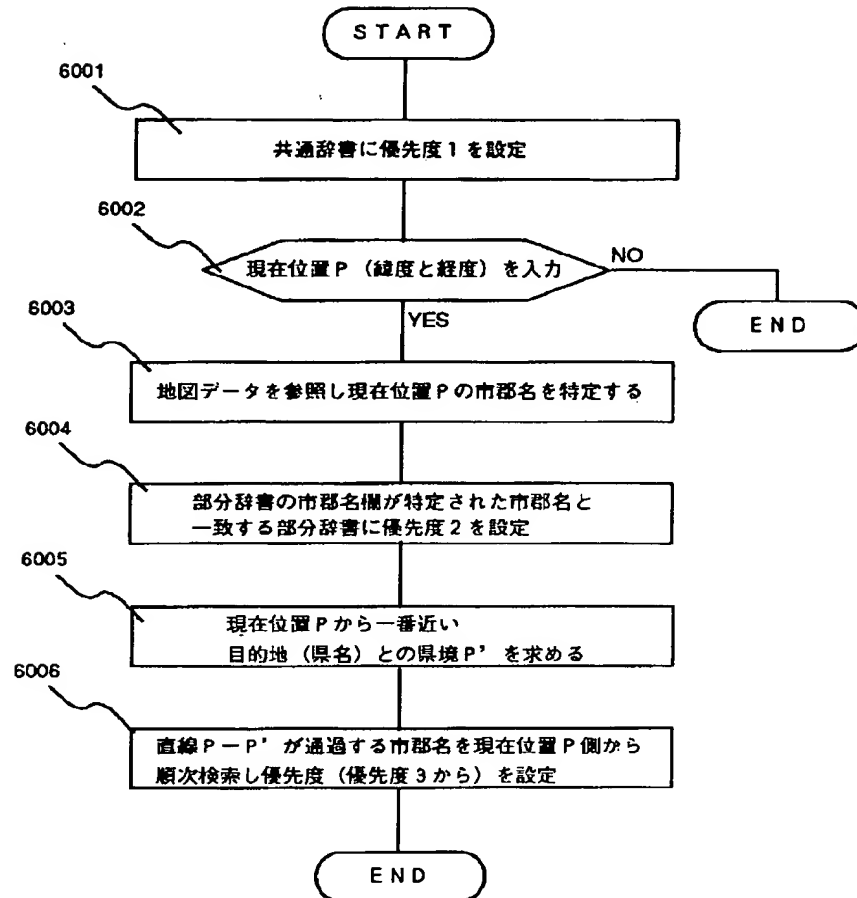 START
6001
共通辞書に優先度1を設定
6002
現在位置P（緯度と経度）を入力
NO
YES
END
6003
地図データを参照し現在位置Pの市郡名を特定する
6004
部分辞書の市郡名欄が特定された市郡名と
一致する部分辞書に優先度2を設定
6005
現在位置Pから一番近い
目的地（県名）との県境P'を求める
6006
直線P－P'が通過する市郡名を現在位置P側から
順次検索し優先度（優先度3から）を設定
END